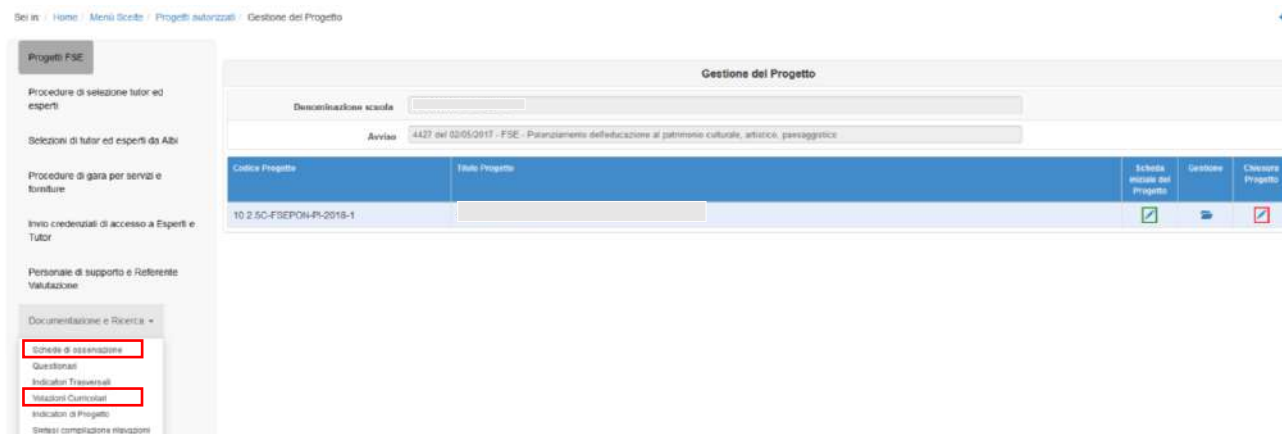 Sei in: / Home / Menù Scelte / Progetti autorizzati / Gestione del Progetto
Progetti FSE
Procedure di selezione tutor ed
esperti
Selezioni di tutor ed esperti da Albi
Procedure di gara per servizi e
forniture
Invio credenziali di accesso a Esperti e
Tutor
Personale di supporto e Referente
Valutazione
Documentazione e Ricerca
Schede di osservazione
Questionari
Indicatori Trasversali
Votazioni Curricolari
Indicatori di Progetto
Sintesi compilazione rilevazioni
Gestione del Progetto
Denominazione scuola
Avviso 4427 del 02/05/2017 - FSE - Potenziamento dell'educazione al patrimonio culturale, artistico, paesaggistico
Codice Progetto Titolo Progetto Scheda iniziale del Progetto Gestione Chiusura Progetto
10.2.5C-FSEPON-PI-2018-1